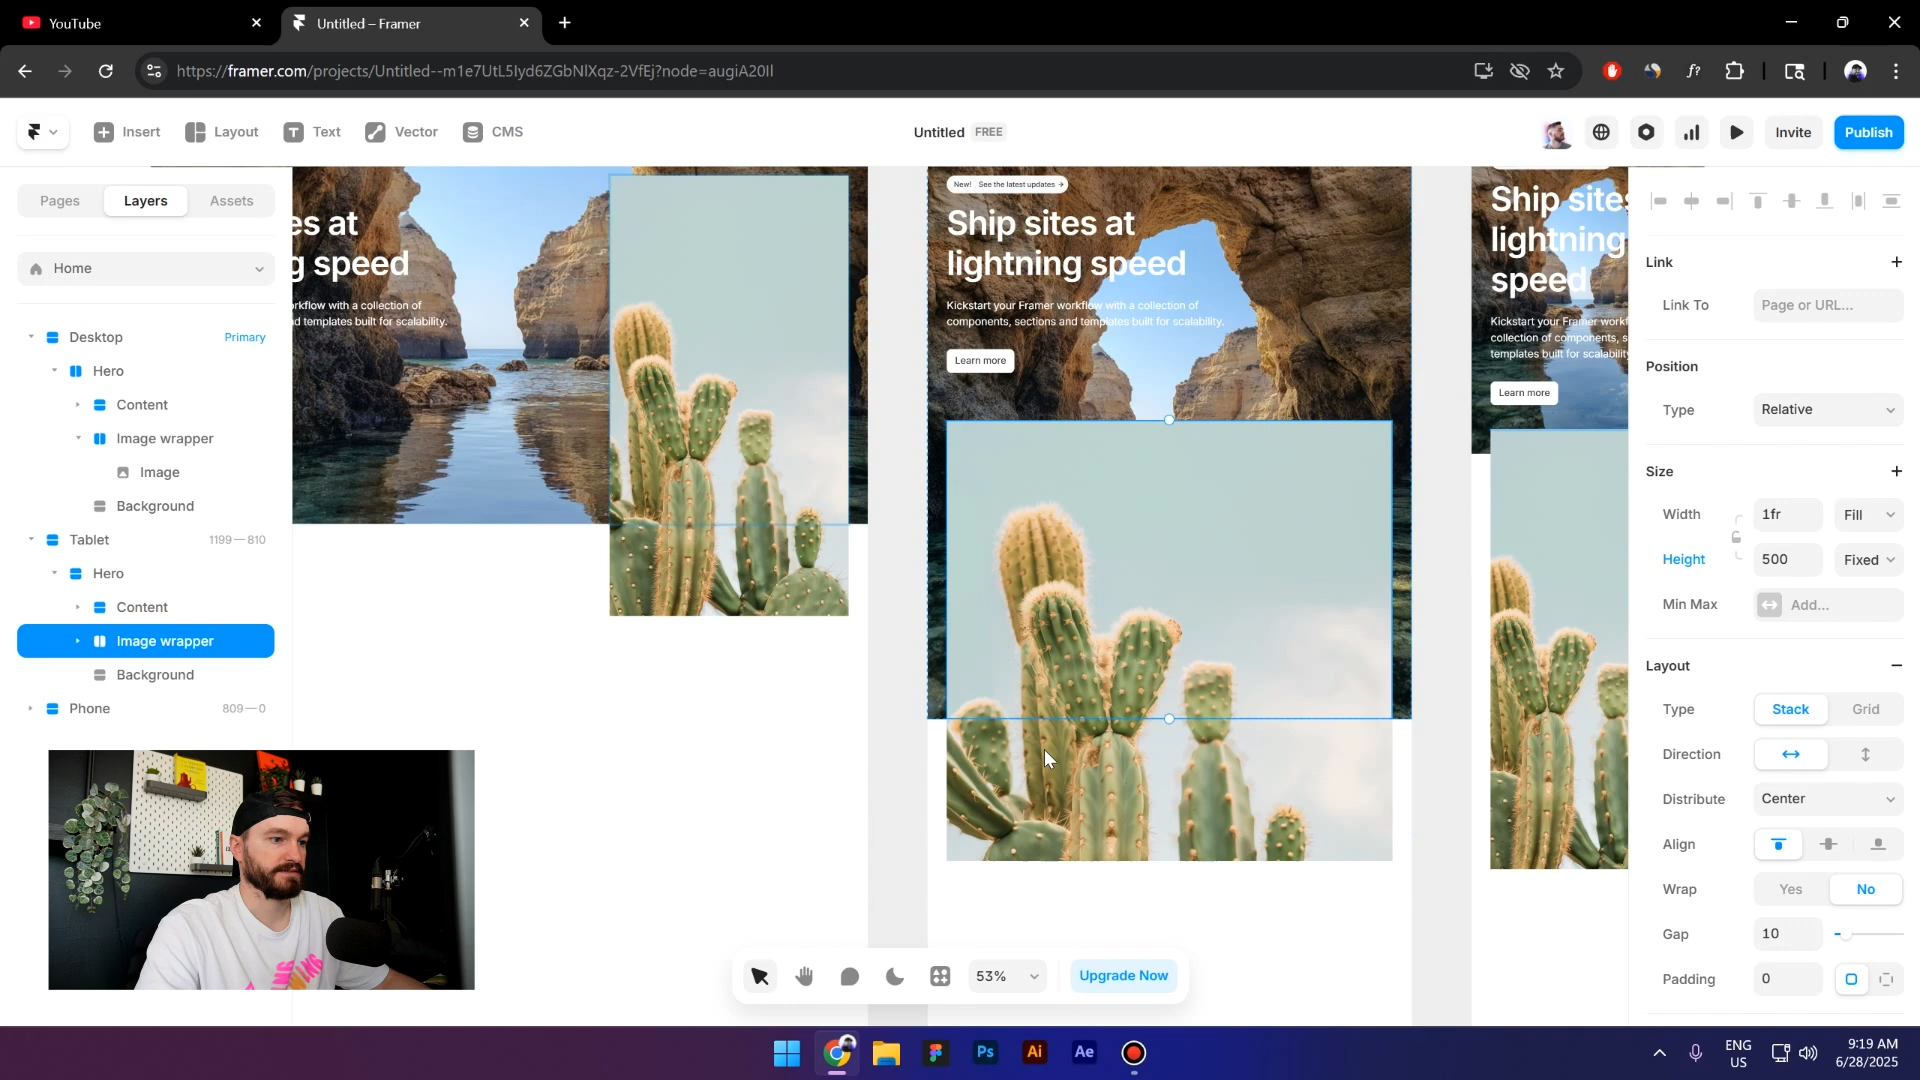 YouTube
Untitled – Framer
https://framer.com/projects/Untitled--m1e7UtL5Iyd6ZGbNlXqz-2VfEj?node=augiA20Il
Insert
Layout
Text
Vector
CMS
Untitled
FREE
Invite
Publish
Pages
Layers
Assets
Home
Desktop
Primary
Hero
Content
Image wrapper
Image
Background
Tablet
1199—810
Hero
Content
Image wrapper
Background
Phone
809—0
es at
g speed
rkflow with a collection of
d templates built for scalability.
New! See the latest updates →
Ship sites at
lightning speed
Kickstart your Framer workflow with a collection of
components, sections and templates built for scalability.
Learn more
Ship sites
lightning
speed
Kickstart your Framer workf
collection of components, s
templates built for scalability
Learn more
Link
Link To
Page or URL...
Position
Type
Relative
Size
Width
1fr
Fill
Height
500
Fixed
Min Max
Add...
Layout
Type
Stack
Grid
Direction
Distribute
Center
Align
Wrap
Yes
No
Gap
10
Padding
0
53%
Upgrade Now
Ps
Ai
Ae
ENG
US
9:19 AM
6/28/2025